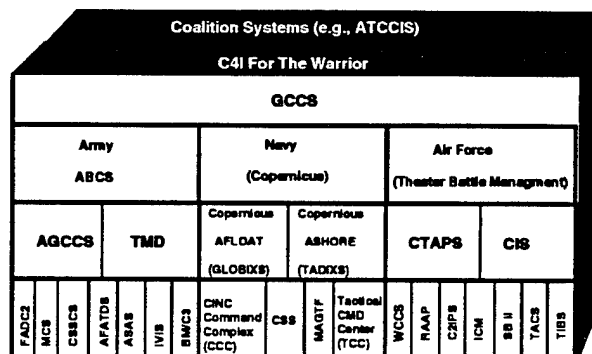 Coalition Systems (e.g., ATCCIS)
C4I For The Warrior
GCCS
Army
ABCS
Navy
(Copernicus)
Air Force
(Theater Battle Managment)
AGCCS
TMD
Copernicus
AFLOAT
(GLOBIXS)
Copernicus
ASHORE
(TADIXS)
CTAPS
CIS
FADC2
MCS
CSSCS
AFATDS
ASAS
IVIS
BM/C3
CINC
Command
Complex
(CCC)
CSS
MAGTF
Tactical
CMD
Center
(TCC)
WCCS
RAAP
C2IPS
ICM
SB II
TACS
TIBS